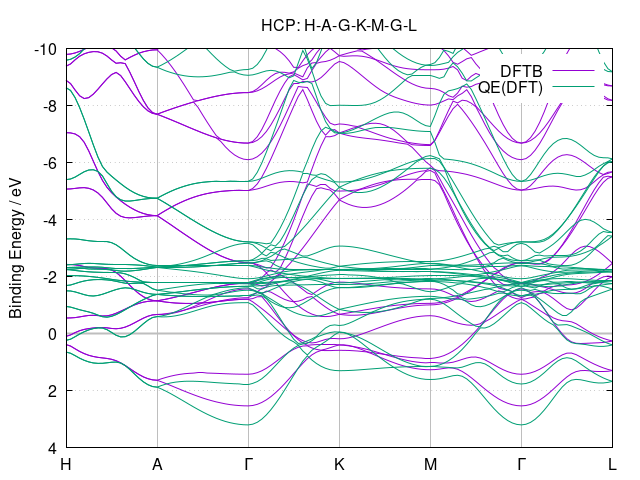 HCP: H-A-G-K-M-G-L
DFTB
QE(DFT)
Binding Energy / eV
-10
-8
-6
-4
-2
0
2
4
H A Γ K M Γ L